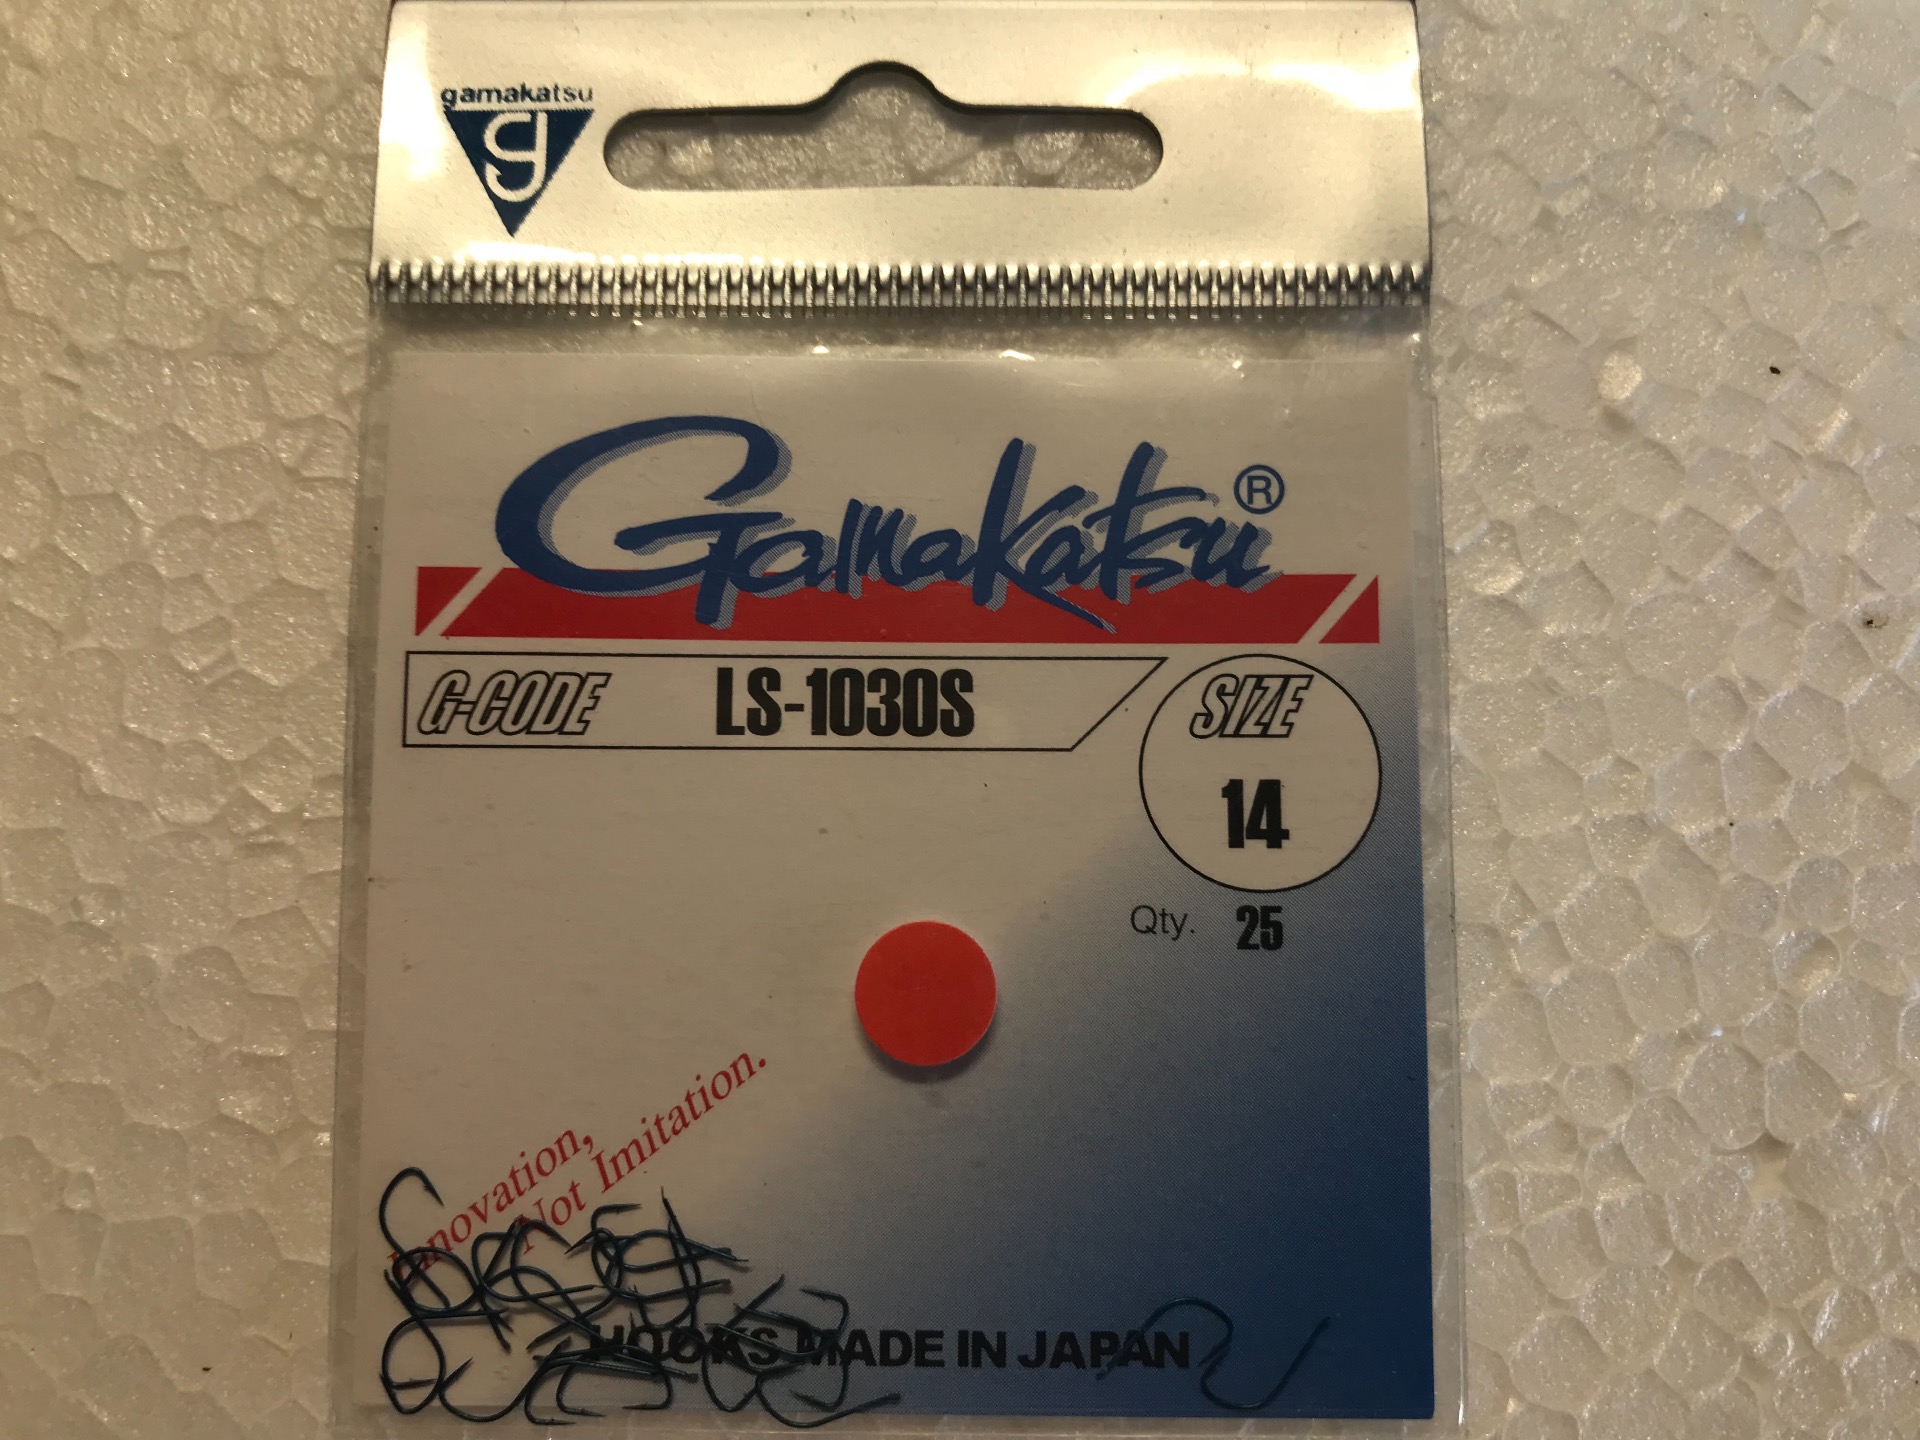 gamakatsu
g
Gamakatsu®
G-CODE LS-1030S
SIZE
14
Qty. 25
Innovation,
Not Imitation.
HOOKS MADE IN JAPAN